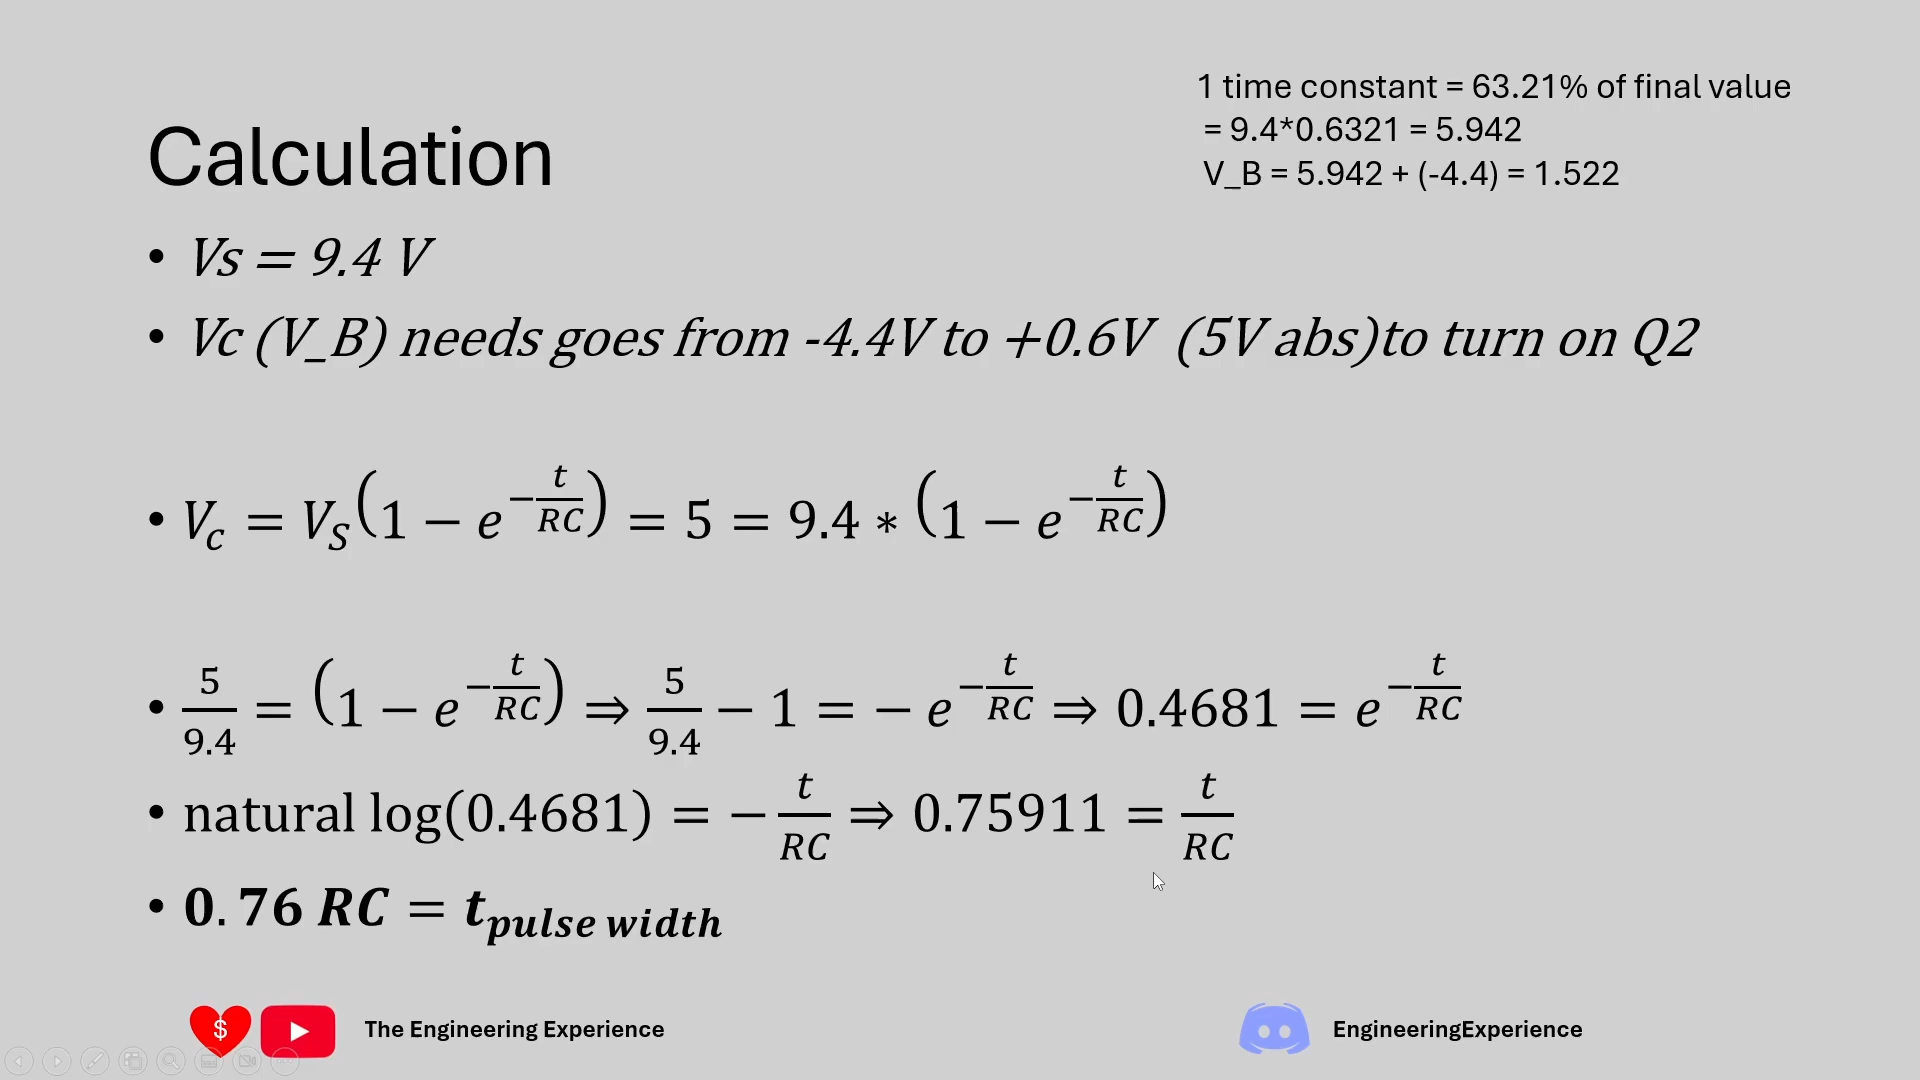 1 time constant = 63.21% of final value
= 9.4*0.6321 = 5.942
V_B = 5.942 + (-4.4) = 1.522
Calculation
• Vs = 9.4 V
• Vc (V_B) needs goes from -4.4V to +0.6V (5V abs)to turn on Q2
• V_c = V_S(1 − e^{−t/RC}) = 5 = 9.4 ∗ (1 − e^{−t/RC})
• 5/9.4 = (1 − e^{−t/RC}) ⇒ 5/9.4 − 1 = − e^{−t/RC} ⇒ 0.4681 = e^{−t/RC}
• natural log(0.4681) = − t/RC ⇒ 0.75911 = t/RC
• 0.76 RC = t_{pulse width}
$
The Engineering Experience
EngineeringExperience